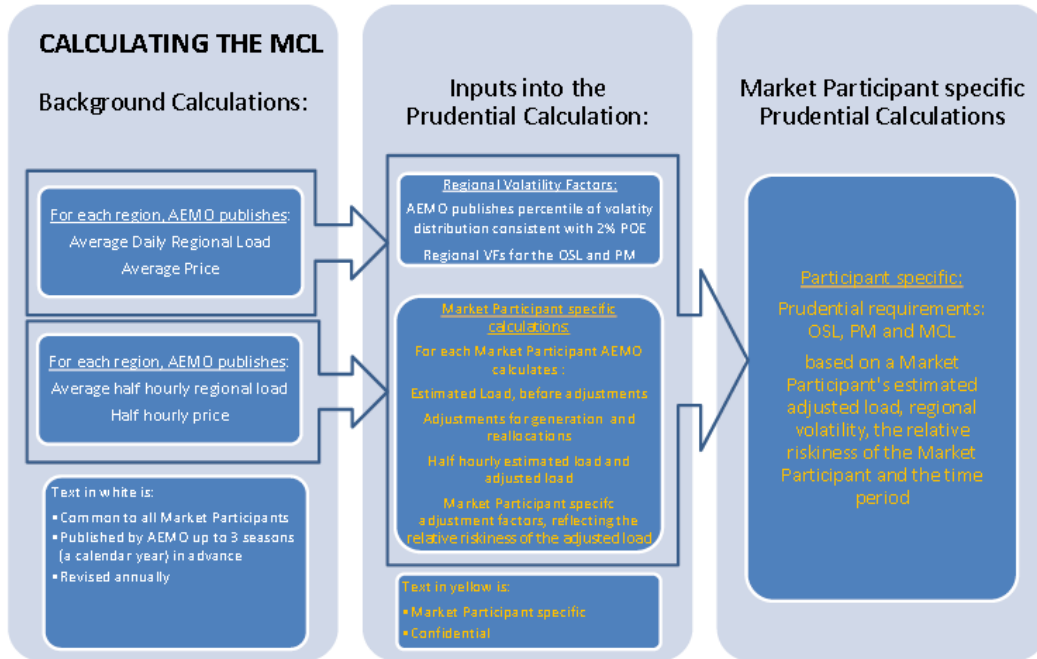 CALCULATING THE MCL
Background Calculations:
For each region, AEMO publishes:
Average Daily Regional Load
Average Price
For each region, AEMO publishes:
Average half hourly regional load
Half hourly price
Text in white is:
▪ Common to all Market Participants
▪ Published by AEMO up to 3 seasons
(a calendar year) in advance
▪ Revised annually
Inputs into the
Prudential Calculation:
Regional Volatility Factors:
AEMO publishes percentile of volatity
distribution consistent with 2% POE
Regional VFs for the OSL and PM
Market Participant specific
calculations:
For each Market Participant AEMO
calculates :
Estimated Load, before adjustments
Adjustments for generation and
reallocations
Half hourly estimated load and
adjusted load
Market Participant specifc
adjustment factors, reflecting the
relative riskiness of the adjusted load
Text in yellow is:
▪ Market Participant specific
▪ Confidential
Market Participant specific
Prudential Calculations
Participant specific:
Prudential requirements:
OSL, PM and MCL
based on a Market
Participant's estimated
adjusted load, regional
volatility, the relative
riskiness of the Market
Participant and the time
period